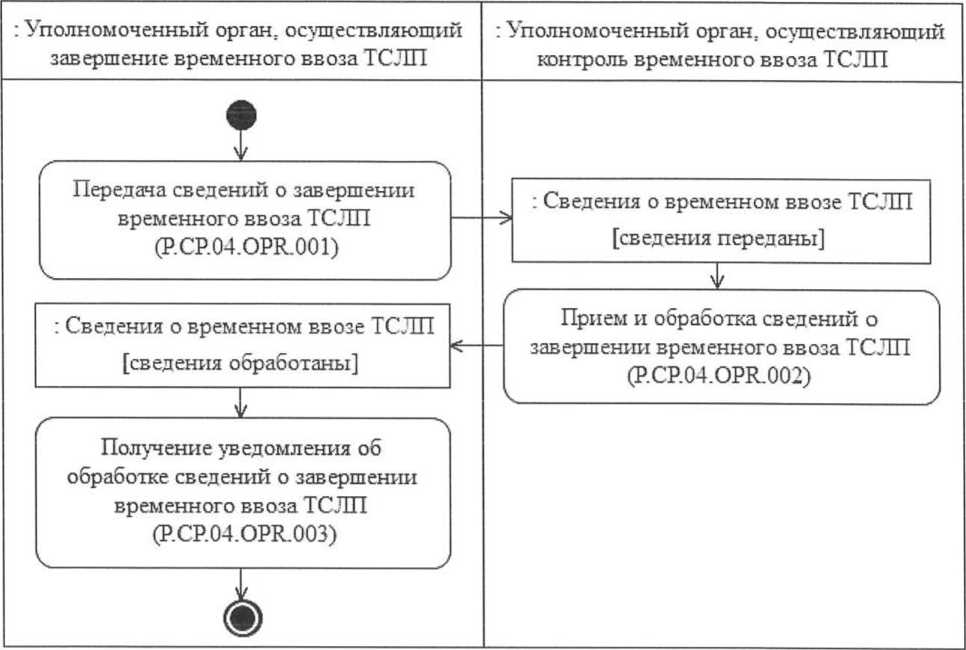 : Уполномоченный орган, осуществляющий
завершение временного ввоза ТСЛП
: Уполномоченный орган, осуществляющий
контроль временного ввоза ТСЛП
Передача сведений о завершении
временного ввоза ТСЛП
(P.CP.04.OPR.001)
: Сведения о временном ввозе ТСЛП
[сведения переданы]
Прием и обработка сведений о
завершении временного ввоза ТСЛП
(P.CP.04.OPR.002)
: Сведения о временном ввозе ТСЛП
[сведения обработаны]
Получение уведомления об
обработке сведений о завершении
временного ввоза ТСЛП
(P.CP.04.OPR.003)